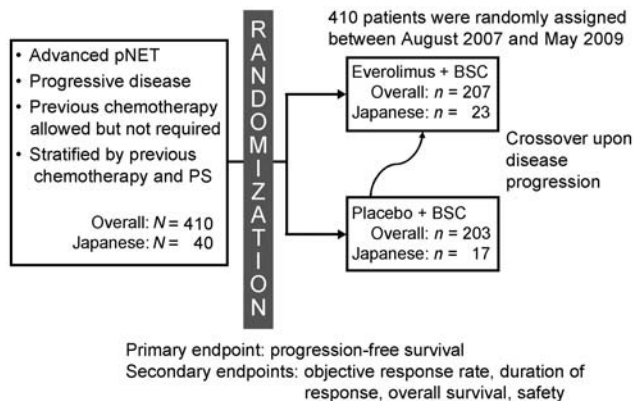 • Advanced pNET
• Progressive disease
• Previous chemotherapy
allowed but not required
• Stratified by previous
chemotherapy and PS
Overall: N = 410
Japanese: N = 40
RANDOMIZATION
410 patients were randomly assigned
between August 2007 and May 2009
Everolimus + BSC
Overall: n = 207
Japanese: n = 23
Crossover upon
disease
progression
Placebo + BSC
Overall: n = 203
Japanese: n = 17
Primary endpoint: progression-free survival
Secondary endpoints: objective response rate, duration of
response, overall survival, safety